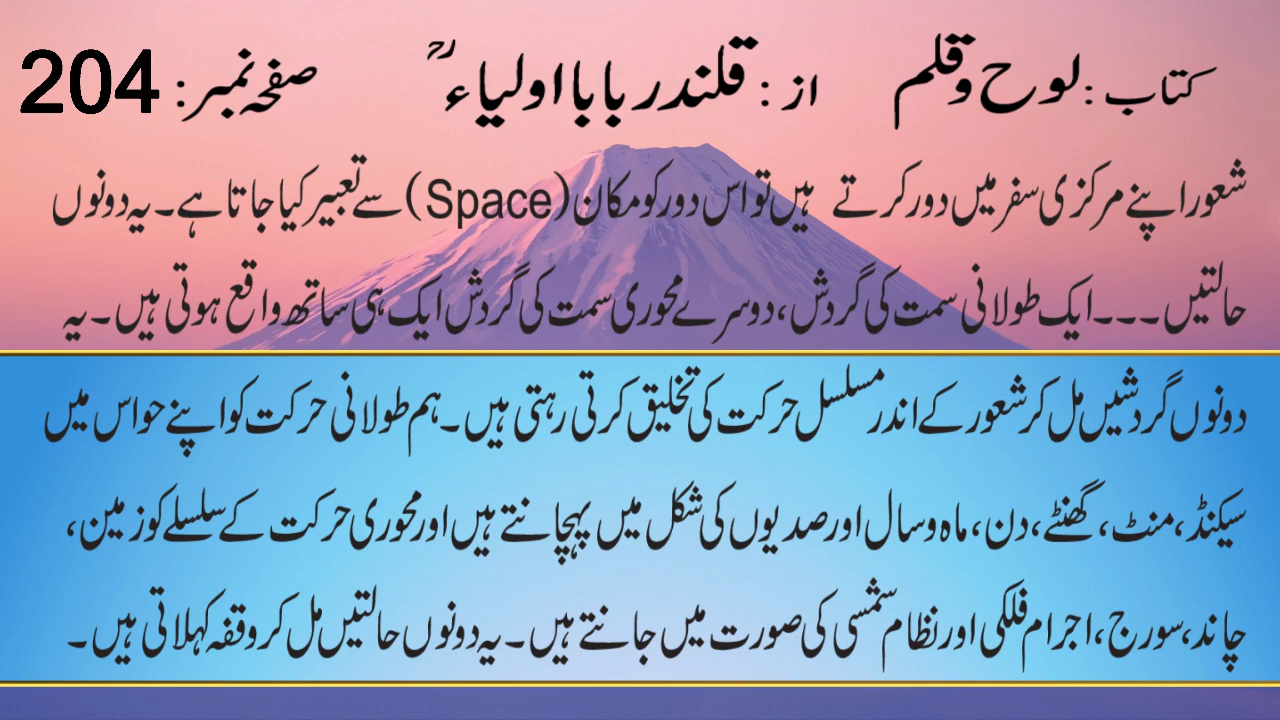 کتاب : لوح وقلم از : قلندر بابا اولیاءؒ صفحہ نمبر : 204
شعور اپنے مرکزی سفر میں دور کرتے ہیں تو اس دور کو مکان (Space) سے تعبیر کیا جاتا ہے۔ یہ دونوں
حالتیں۔۔۔ ایک طولانی سمت کی گردش، دوسرے محوری سمت کی گردش ایک ہی ساتھ واقع ہوتی ہیں۔ یہ
دونوں گردشیں مل کر شعور کے اندر مسلسل حرکت کی تخلیق کرتی رہتی ہیں۔ ہم طولانی حرکت کو اپنے حواس میں
سیکنڈ، منٹ، گھنٹے، دن، ماہ و سال اور صدیوں کی شکل میں پہچانتے ہیں اور محوری حرکت کے سلسلے کو زمین،
چاند، سورج، اجرام فلکی اور نظام شمسی کی صورت میں جانتے ہیں۔ یہ دونوں حالتیں مل کر وقفہ کہلاتی ہیں۔